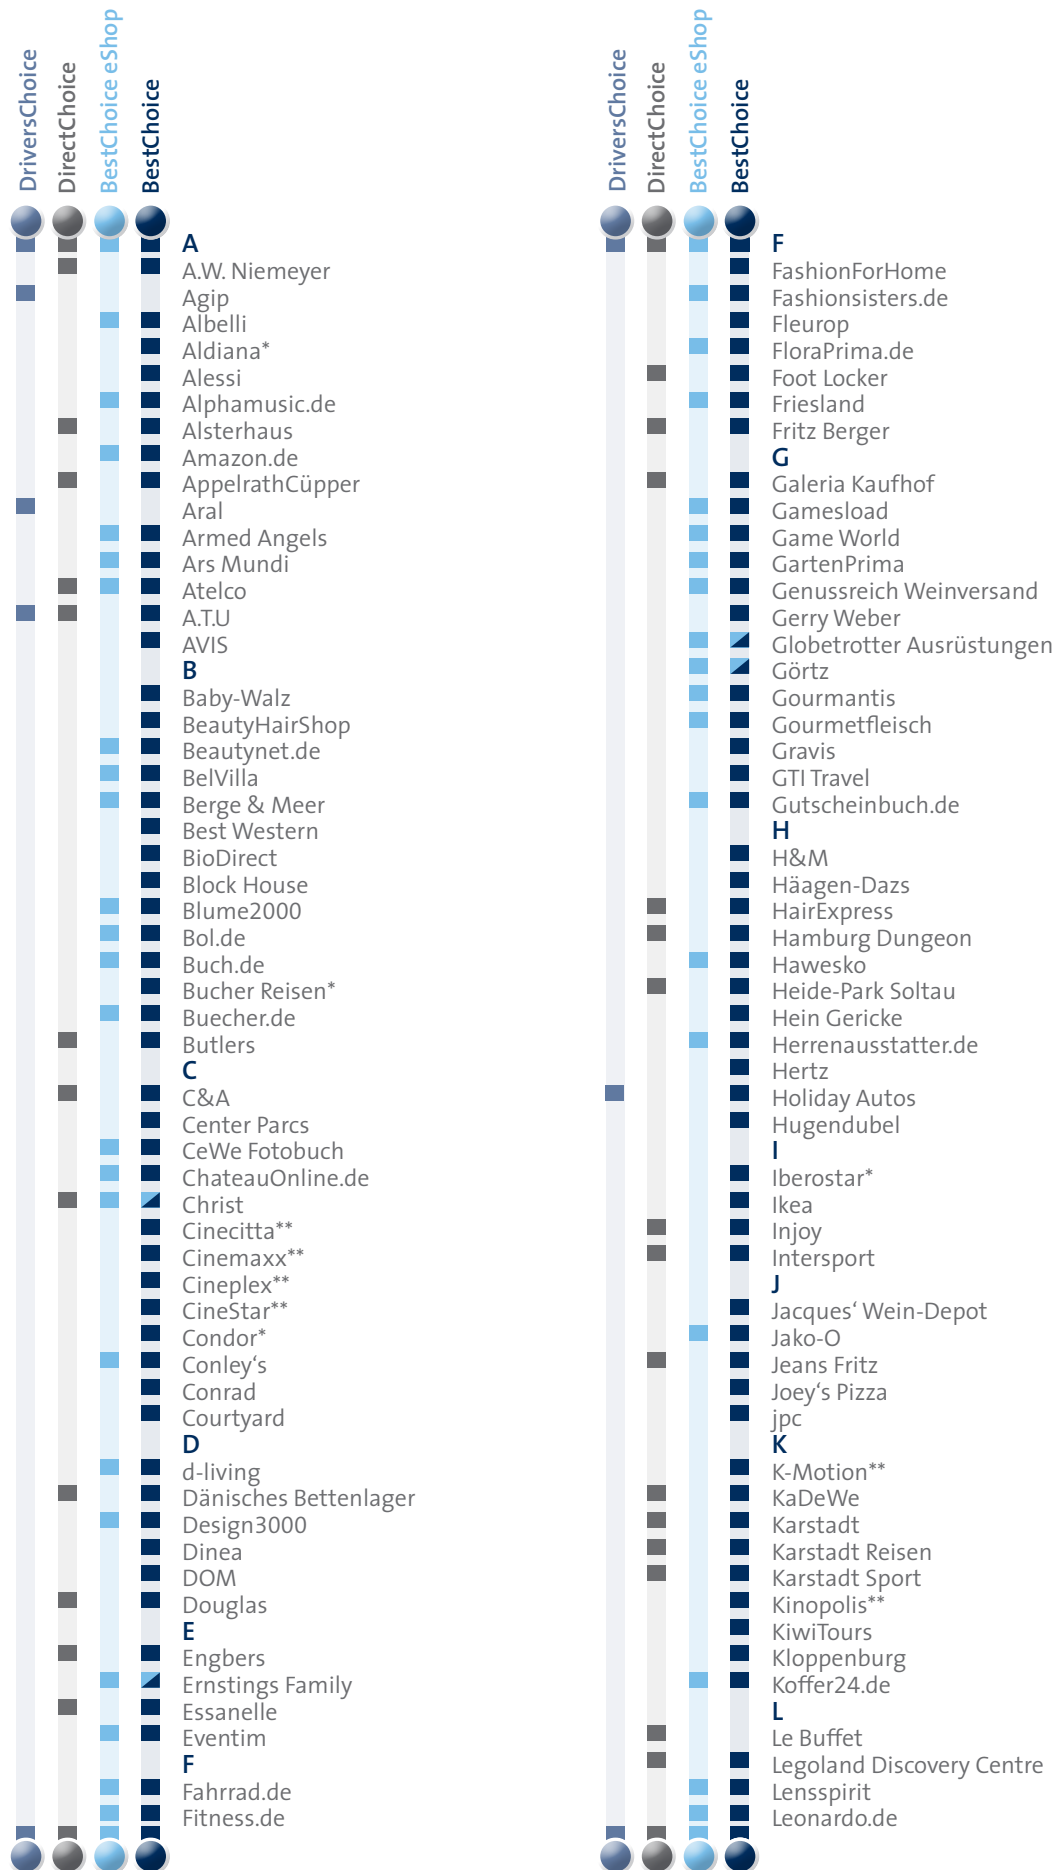 DriversChoice
DirectChoice
BestChoice eShop
BestChoice
A
A.W. Niemeyer
Agip
Albelli
Aldiana*
Alessi
Alphamusic.de
Alsterhaus
Amazon.de
AppelrathCüpper
Aral
Armed Angels
Ars Mundi
Atelco
A.T.U
AVIS
B
Baby-Walz
BeautyHairShop
Beautynet.de
BelVilla
Berge & Meer
Best Western
BioDirect
Block House
Blume2000
Bol.de
Buch.de
Bucher Reisen*
Buecher.de
Butlers
C
C&A
Center Parcs
CeWe Fotobuch
ChateauOnline.de
Christ
Cinecitta**
Cinemaxx**
Cineplex**
CineStar**
Condor*
Conley‘s
Conrad
Courtyard
D
d-living
Dänisches Bettenlager
Design3000
Dinea
DOM
Douglas
E
Engbers
Ernstings Family
Essanelle
Eventim
F
Fahrrad.de
Fitness.de
DriversChoice
DirectChoice
BestChoice eShop
BestChoice
F
FashionForHome
Fashionsisters.de
Fleurop
FloraPrima.de
Foot Locker
Friesland
Fritz Berger
G
Galeria Kaufhof
Gamesload
Game World
GartenPrima
Genussreich Weinversand
Gerry Weber
Globetrotter Ausrüstungen
Görtz
Gourmantis
Gourmetfleisch
Gravis
GTI Travel
Gutscheinbuch.de
H
H&M
Häagen-Dazs
HairExpress
Hamburg Dungeon
Hawesko
Heide-Park Soltau
Hein Gericke
Herrenausstatter.de
Hertz
Holiday Autos
Hugendubel
I
Iberostar*
Ikea
Injoy
Intersport
J
Jacques‘ Wein-Depot
Jako-O
Jeans Fritz
Joey‘s Pizza
jpc
K
K-Motion**
KaDeWe
Karstadt
Karstadt Reisen
Karstadt Sport
Kinopolis**
KiwiTours
Kloppenburg
Koffer24.de
L
Le Buffet
Legoland Discovery Centre
Lensspirit
Leonardo.de